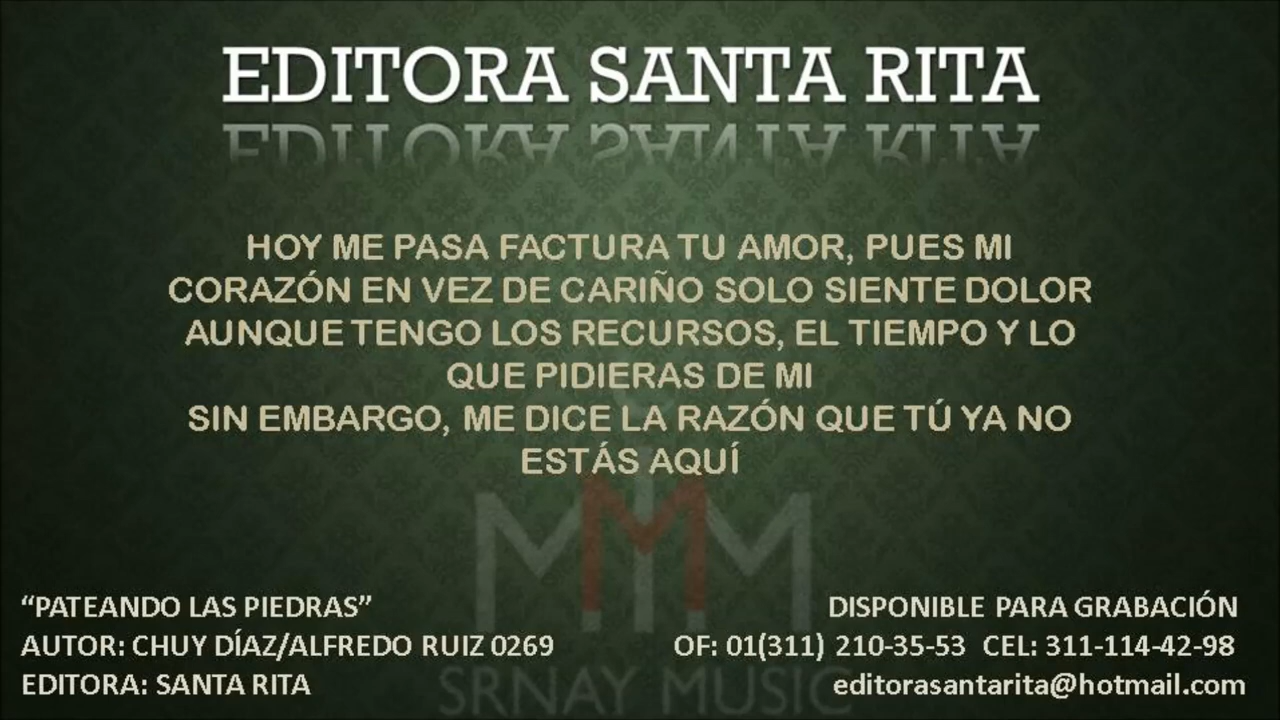 EDITORA SANTA RITA
HOY ME PASA FACTURA TU AMOR, PUES MI
CORAZÓN EN VEZ DE CARIÑO SOLO SIENTE DOLOR
AUNQUE TENGO LOS RECURSOS, EL TIEMPO Y LO
QUE PIDIERAS DE MI
SIN EMBARGO, ME DICE LA RAZÓN QUE TÚ YA NO
ESTÁS AQUÍ
MMM
“PATEANDO LAS PIEDRAS”
DISPONIBLE PARA GRABACIÓN
AUTOR: CHUY DÍAZ/ALFREDO RUIZ 0269
OF: 01(311) 210-35-53 CEL: 311-114-42-98
EDITORA: SANTA RITA
editorasantarita@hotmail.com
SRNAY MUSIC